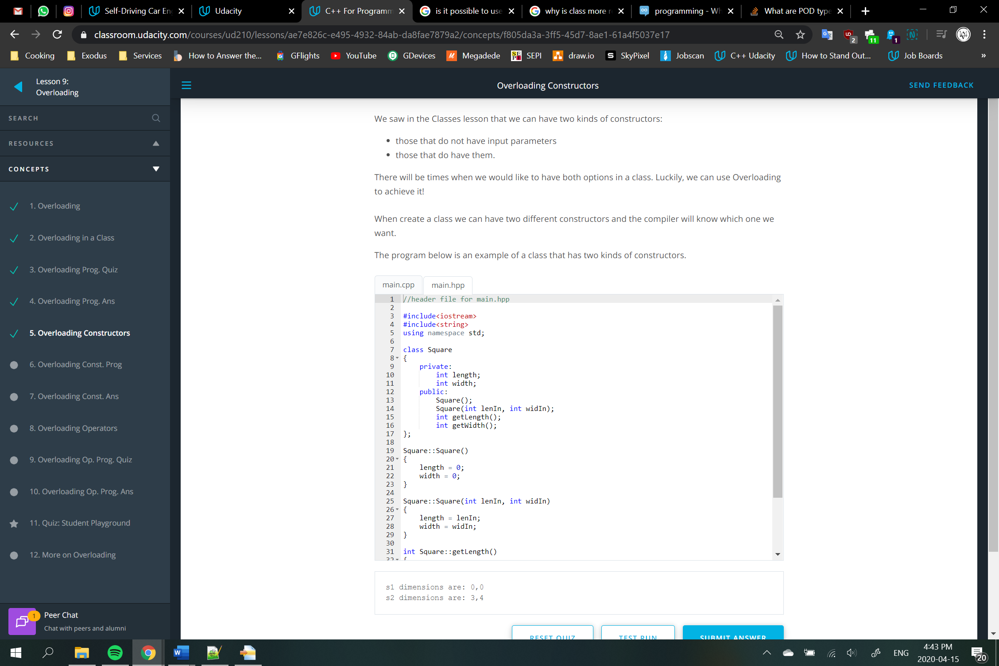 Self-Driving Car En
Udacity
C++ For Programm
is it possible to use
why is class more r
programming - Wh
What are POD type
classroom.udacity.com/courses/ud210/lessons/ae7e826c-e495-4932-84ab-da8fae7879a2/concepts/f805da3a-3ff5-45d7-8ae1-61a4f5037e17
2
11
1
Cooking
Exodus
Services
How to Answer the...
GFlights
YouTube
GDevices
Megadede
SEPI
draw.io
SkyPixel
Jobscan
C++ Udacity
How to Stand Out...
Job Boards
»
Lesson 9:
Overloading
Overloading Constructors
SEND FEEDBACK
SEARCH
RESOURCES
CONCEPTS
1. Overloading
2. Overloading in a Class
3. Overloading Prog. Quiz
4. Overloading Prog. Ans
5. Overloading Constructors
6. Overloading Const. Prog
7. Overloading Const. Ans
8. Overloading Operators
9. Overloading Op. Prog. Quiz
10. Overloading Op. Prog. Ans
11. Quiz: Student Playground
12. More on Overloading
1
Peer Chat
Chat with peers and alumni
We saw in the Classes lesson that we can have two kinds of constructors:
• those that do not have input parameters
• those that do have them.
There will be times when we would like to have both options in a class. Luckily, we can use Overloading
to achieve it!
When create a class we can have two different constructors and the compiler will know which one we
want.
The program below is an example of a class that has two kinds of constructors.
main.cpp
main.hpp
1 //header file for main.hpp
2
3 #include<iostream>
4 #include<string>
5 using namespace std;
6
7 class Square
8 {
9 private:
10 int length;
11 int width;
12 public:
13 Square();
14 Square(int lenIn, int widIn);
15 int getLength();
16 int getWidth();
17 };
18
19 Square::Square()
20 {
21 length = 0;
22 width = 0;
23 }
24
25 Square::Square(int lenIn, int widIn)
26 {
27 length = lenIn;
28 width = widIn;
29 }
30
31 int Square::getLength()
32 {
s1 dimensions are: 0,0
s2 dimensions are: 3,4
RESET QUIZ
TEST RUN
SUBMIT ANSWER
ENG
4:43 PM
2020-04-15
20